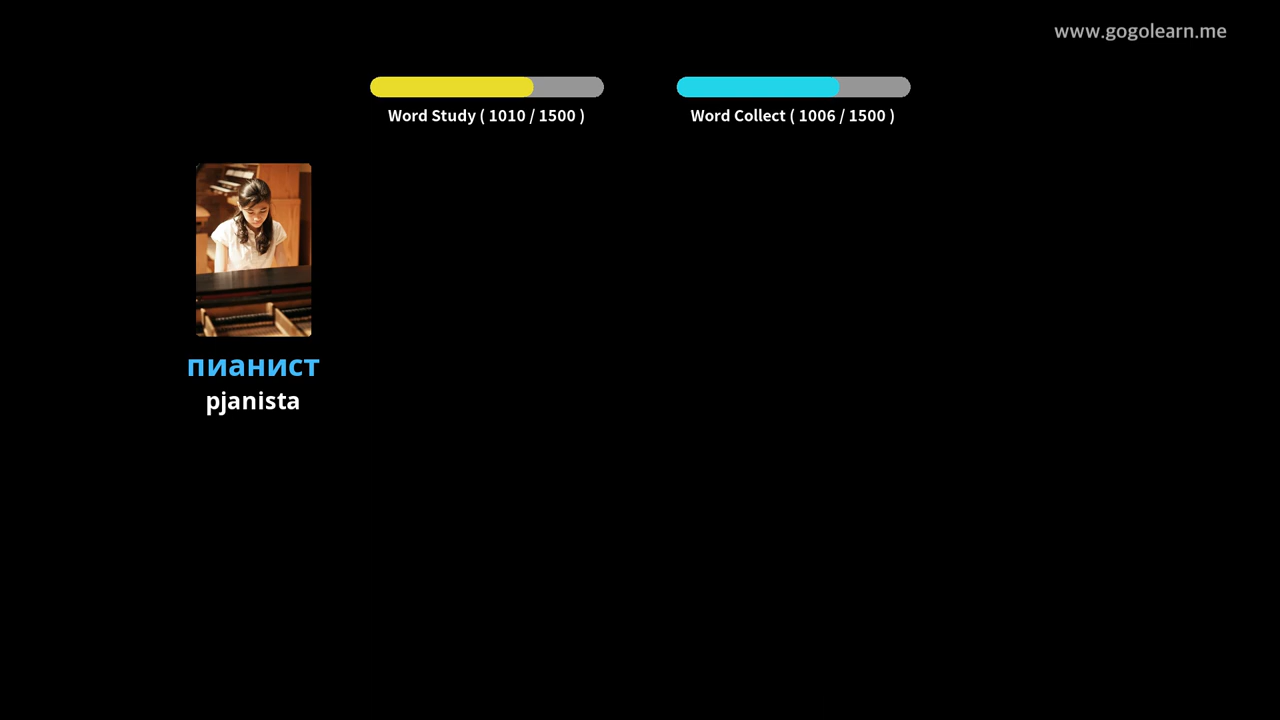 www.gogolearn.me
Word Study ( 1010 / 1500 )
Word Collect ( 1006 / 1500 )
пианист
pjanista